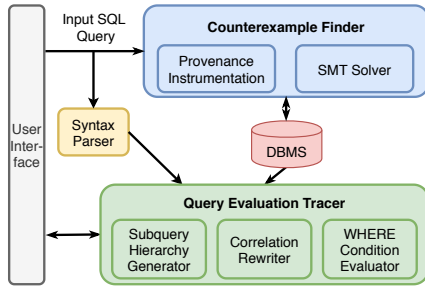 Input SQL
Query
Counterexample Finder
Provenance
Instrumentation
SMT Solver
User
Inter-
face
Syntax
Parser
DBMS
Query Evaluation Tracer
Subquery
Hierarchy
Generator
Correlation
Rewriter
WHERE
Condition
Evaluator